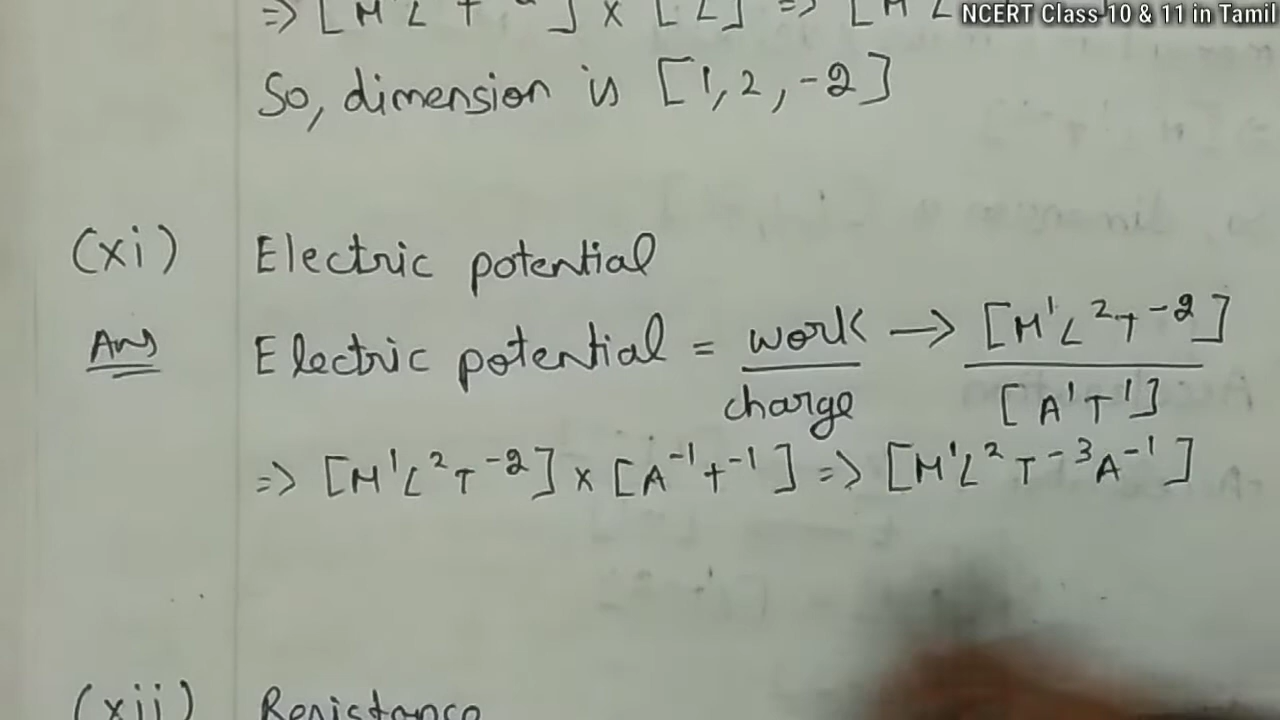 NCERT Class 10 & 11 in Tamil
=> [M L T ] x [L] => [M L
So, dimension is [1, 2, -2]
(xi) Electric potential
Ans Electric potential = work/charge -> [M¹L²T⁻²]/[A¹T¹]
=> [M¹L²T⁻²] x [A⁻¹T⁻¹] => [M¹L²T⁻³A⁻¹]
(xii) Resistance